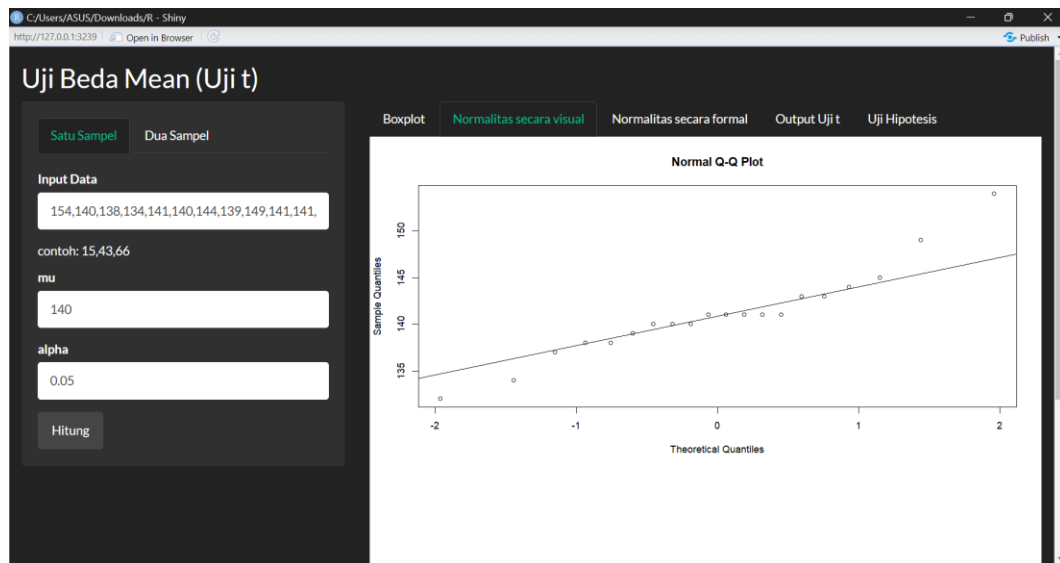 C:/Users/ASUS/Downloads/R - Shiny
http://127.0.0.1:3239 Open in Browser Publish
Uji Beda Mean (Uji t)
Satu Sampel Dua Sampel
Input Data
154,140,138,134,141,140,144,139,149,141,141,
contoh: 15,43,66
mu
140
alpha
0.05
Hitung
Boxplot Normalitas secara visual Normalitas secara formal Output Uji t Uji Hipotesis
Normal Q-Q Plot
Sample Quantiles
150
145
140
135
-2 -1 0 1 2
Theoretical Quantiles